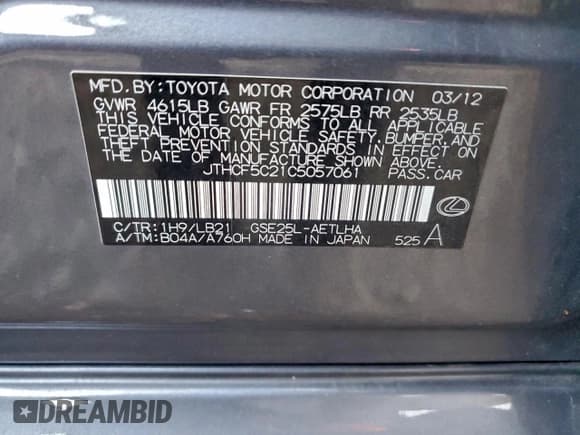 MFD.BY:TOYOTA MOTOR CORPORATION 03/12
GVWR 4615LB GAWR FR 2575LB RR 2535LB
THIS VEHICLE CONFORMS TO ALL APPLICABLE
FEDERAL MOTOR VEHICLE SAFETY,BUMPER,AND
THEFT PREVENTION STANDARDS IN EFFECT ON
THE DATE OF MANUFACTURE SHOWN ABOVE.
JTHCF5C21C5057061 PASS.CAR
C/TR:1H9/LB21 GSE25L-AETLHA
A/TM:B04A/A760H MADE IN JAPAN 525 A
DREAMBID